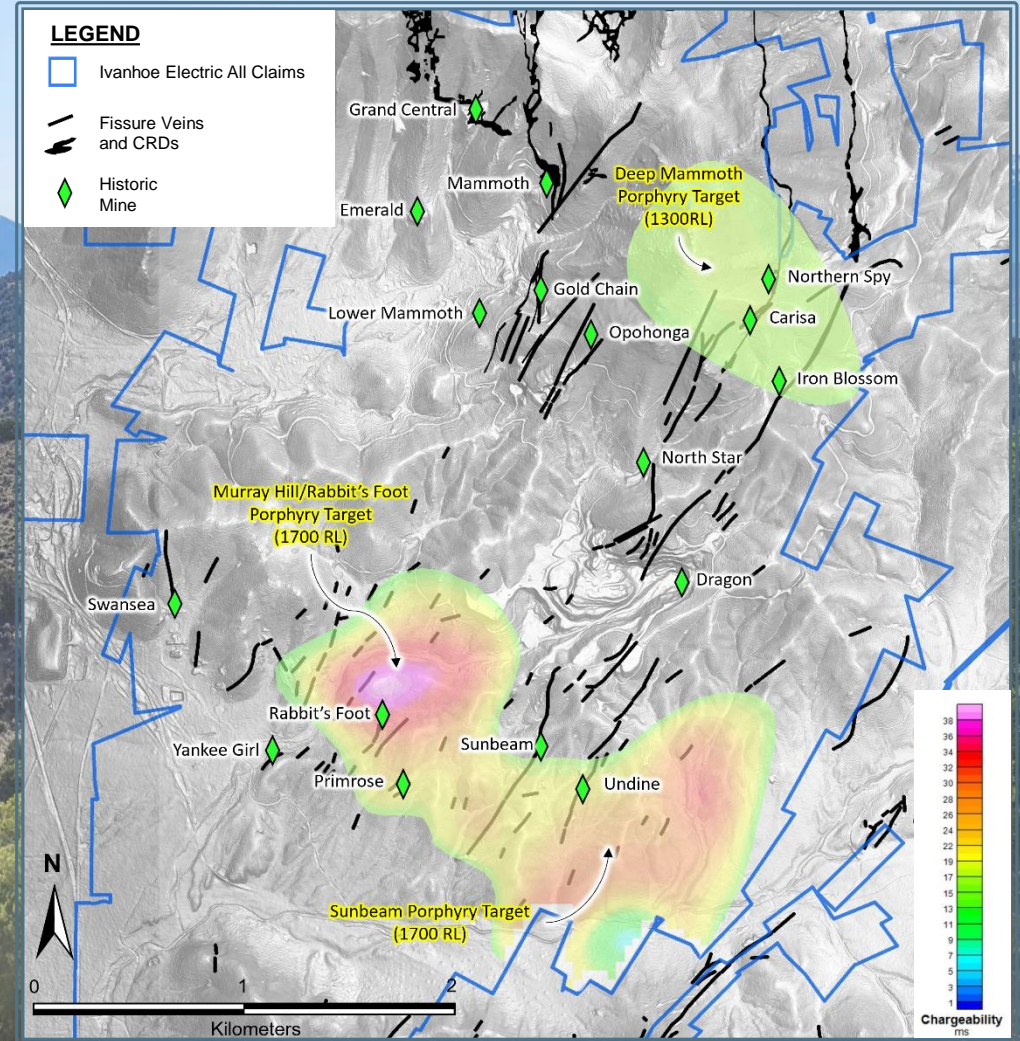 LEGEND
Ivanhoe Electric All Claims
Fissure Veins
and CRDs
Historic
Mine
Grand Central
Mammoth
Emerald
Deep Mammoth
Porphyry Target
(1300RL)
Northern Spy
Gold Chain
Lower Mammoth
Carisa
Opohonga
Iron Blossom
North Star
Murray Hill/Rabbit's Foot
Porphyry Target
(1700 RL)
Dragon
Swansea
Rabbit's Foot
Yankee Girl
Sunbeam
Primrose
Undine
Sunbeam Porphyry Target
(1700 RL)
N
0 1 2
Kilometers
38
36
34
32
30
28
26
24
22
19
17
15
13
11
9
7
5
3
1
Chargeability
ms